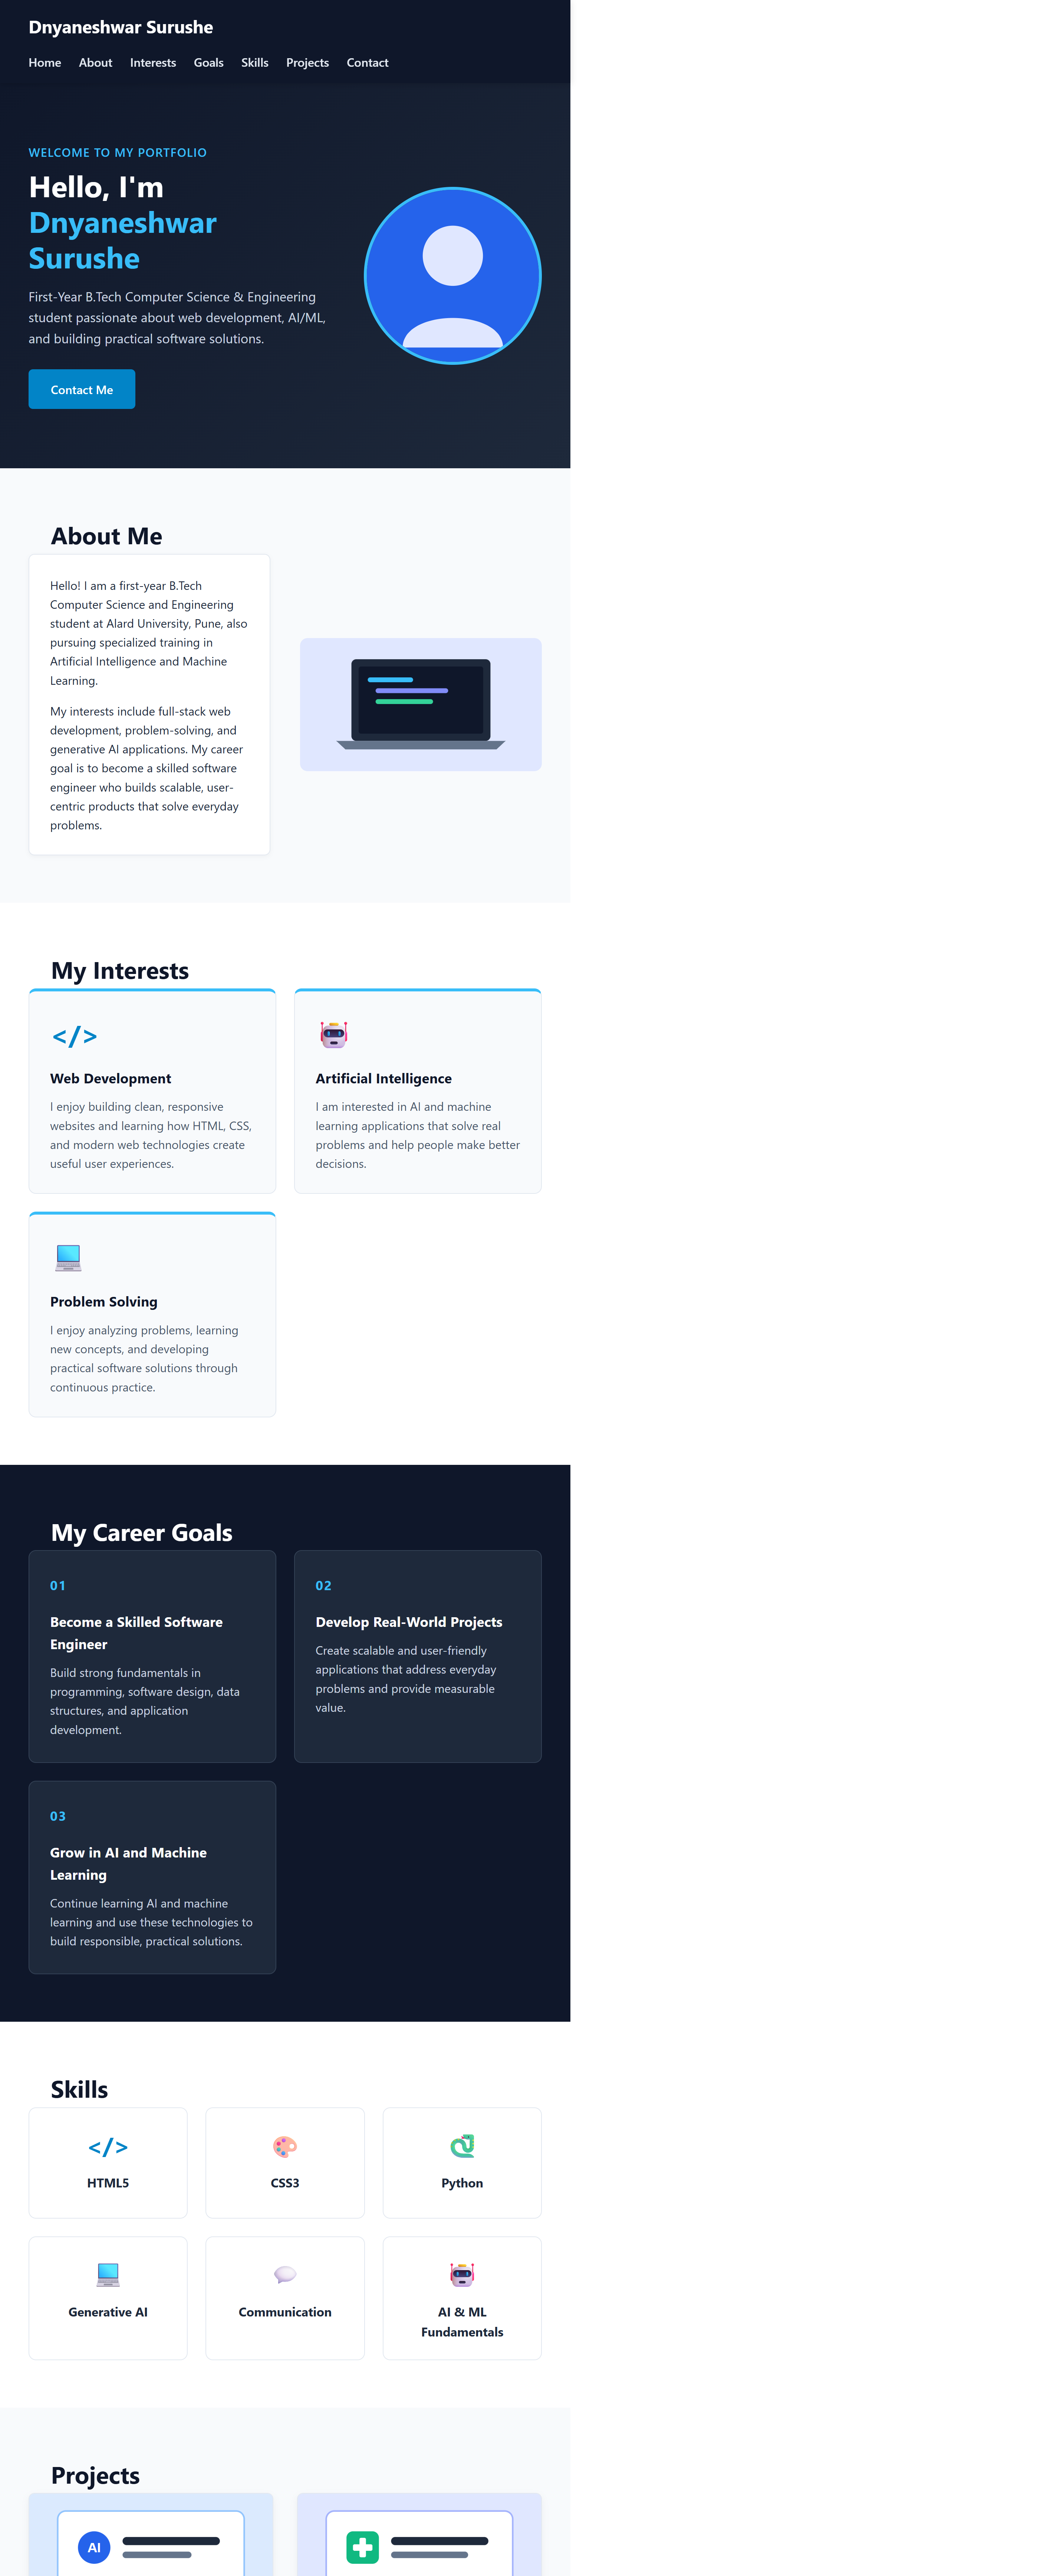 Dnyaneshwar Surushe
Home About Interests Goals Skills Projects Contact
WELCOME TO MY PORTFOLIO
Hello, I'm
Dnyaneshwar
Surushe
First-Year B.Tech Computer Science & Engineering
student passionate about web development, AI/ML,
and building practical software solutions.
Contact Me
About Me
Hello! I am a first-year B.Tech
Computer Science and Engineering
student at Alard University, Pune, also
pursuing specialized training in
Artificial Intelligence and Machine
Learning.
My interests include full-stack web
development, problem-solving, and
generative AI applications. My career
goal is to become a skilled software
engineer who builds scalable, user-
centric products that solve everyday
problems.
My Interests
</>
Web Development
I enjoy building clean, responsive
websites and learning how HTML, CSS,
and modern web technologies create
useful user experiences.
Artificial Intelligence
I am interested in AI and machine
learning applications that solve real
problems and help people make better
decisions.
Problem Solving
I enjoy analyzing problems, learning
new concepts, and developing
practical software solutions through
continuous practice.
My Career Goals
01
Become a Skilled Software
Engineer
Build strong fundamentals in
programming, software design, data
structures, and application
development.
02
Develop Real-World Projects
Create scalable and user-friendly
applications that address everyday
problems and provide measurable
value.
03
Grow in AI and Machine
Learning
Continue learning AI and machine
learning and use these technologies to
build responsible, practical solutions.
Skills
</>
HTML5
CSS3
Python
Generative AI
Communication
AI & ML
Fundamentals
Projects
AI